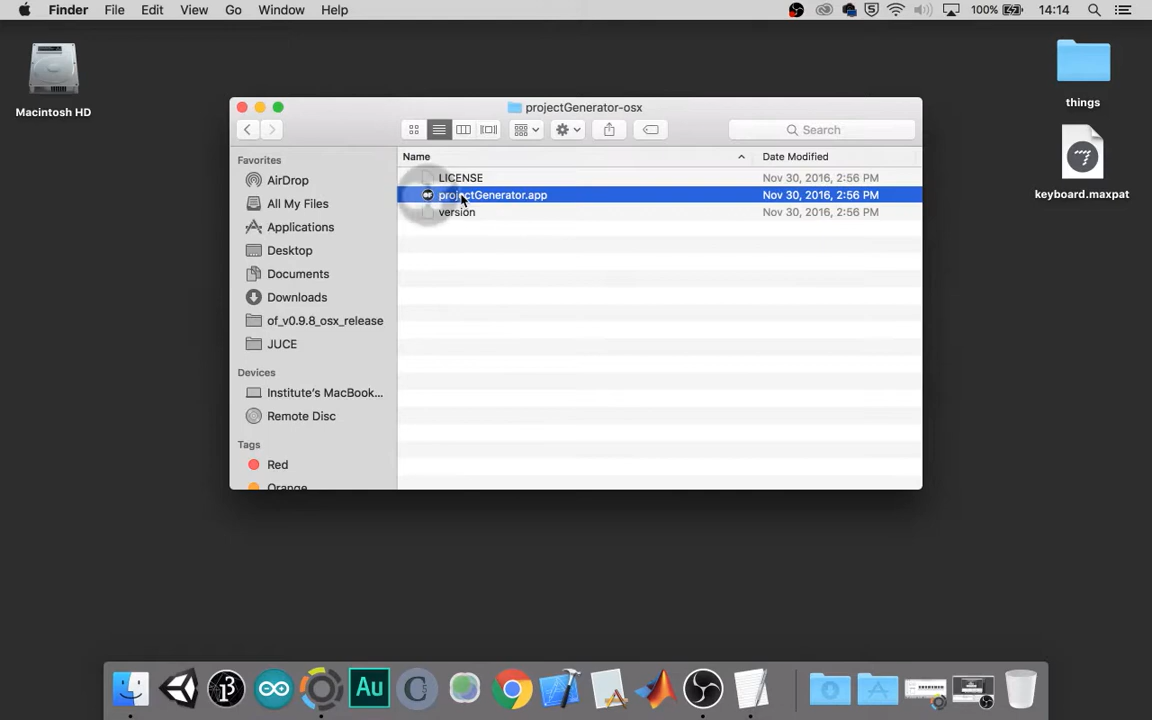 Finder File Edit View Go Window Help 100% 14:14
Macintosh HD
things
keyboard.maxpat
projectGenerator-osx
Search
Favorites
AirDrop
All My Files
Applications
Desktop
Documents
Downloads
of_v0.9.8_osx_release
JUCE
Devices
Institute's MacBook...
Remote Disc
Tags
Red
Orange
Name Date Modified
LICENSE Nov 30, 2016, 2:56 PM
projectGenerator.app Nov 30, 2016, 2:56 PM
version Nov 30, 2016, 2:56 PM
Au